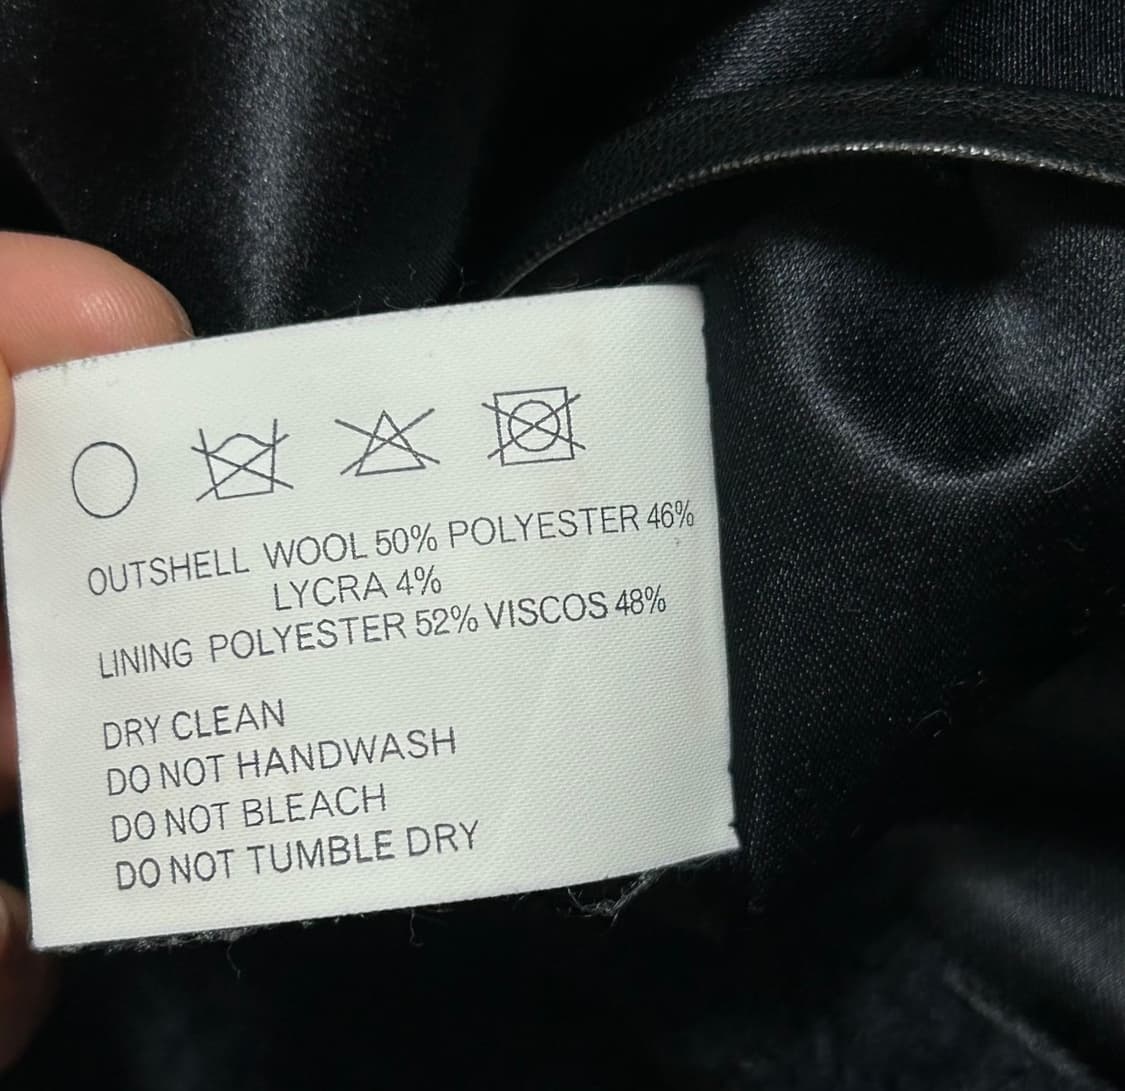 OUTSHELL WOOL 50% POLYESTER 46%
LYCRA 4%
LINING POLYESTER 52% VISCOS 48%
DRY CLEAN
DO NOT HANDWASH
DO NOT BLEACH
DO NOT TUMBLE DRY